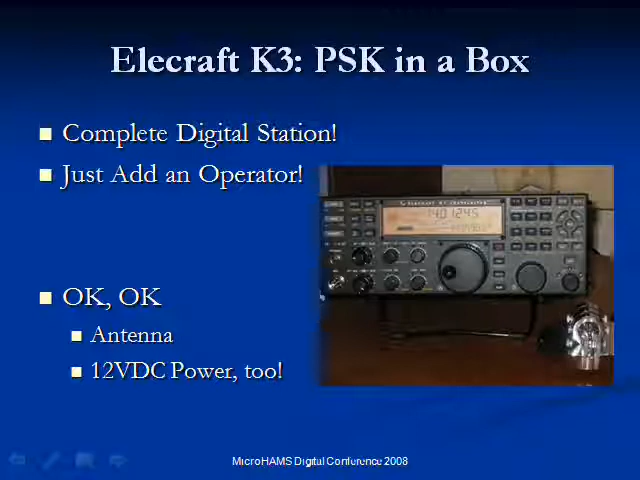 Elecraft K3: PSK in a Box
Complete Digital Station!
Just Add an Operator!
OK, OK
Antenna
12VDC Power, too!
MicroHAMS Digital Conference 2008